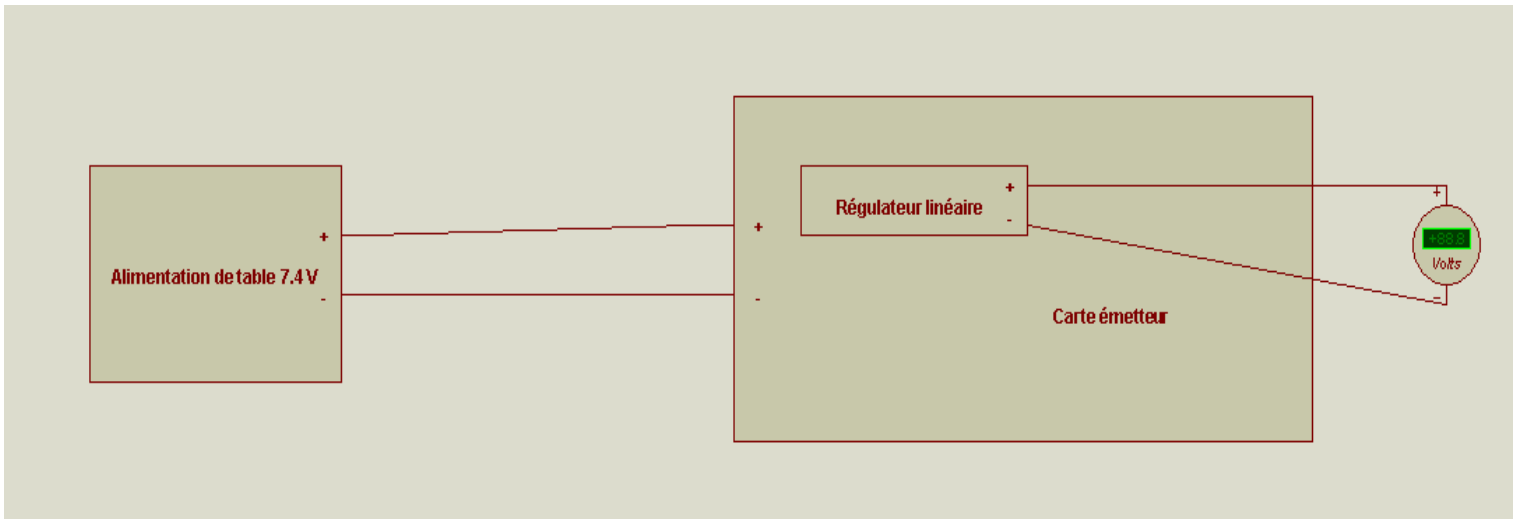 Alimentation de table 7.4 V
+
-
+
-
Régulateur linéaire
+
-
Carte émetteur
+
+88.8
Volts
-